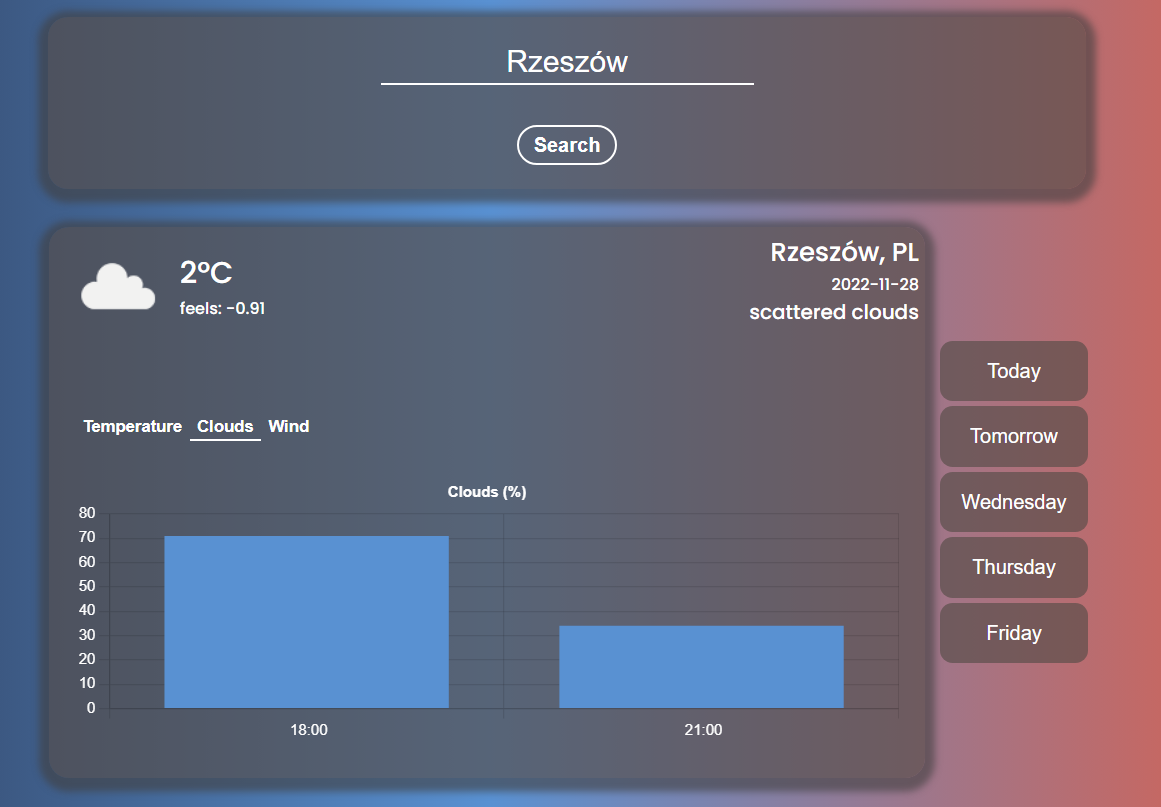 Rzeszów
Search
2°C
feels: -0.91
Rzeszów, PL
2022-11-28
scattered clouds
Temperature Clouds Wind
Clouds (%)
80
70
60
50
40
30
20
10
0
18:00 21:00
Today
Tomorrow
Wednesday
Thursday
Friday